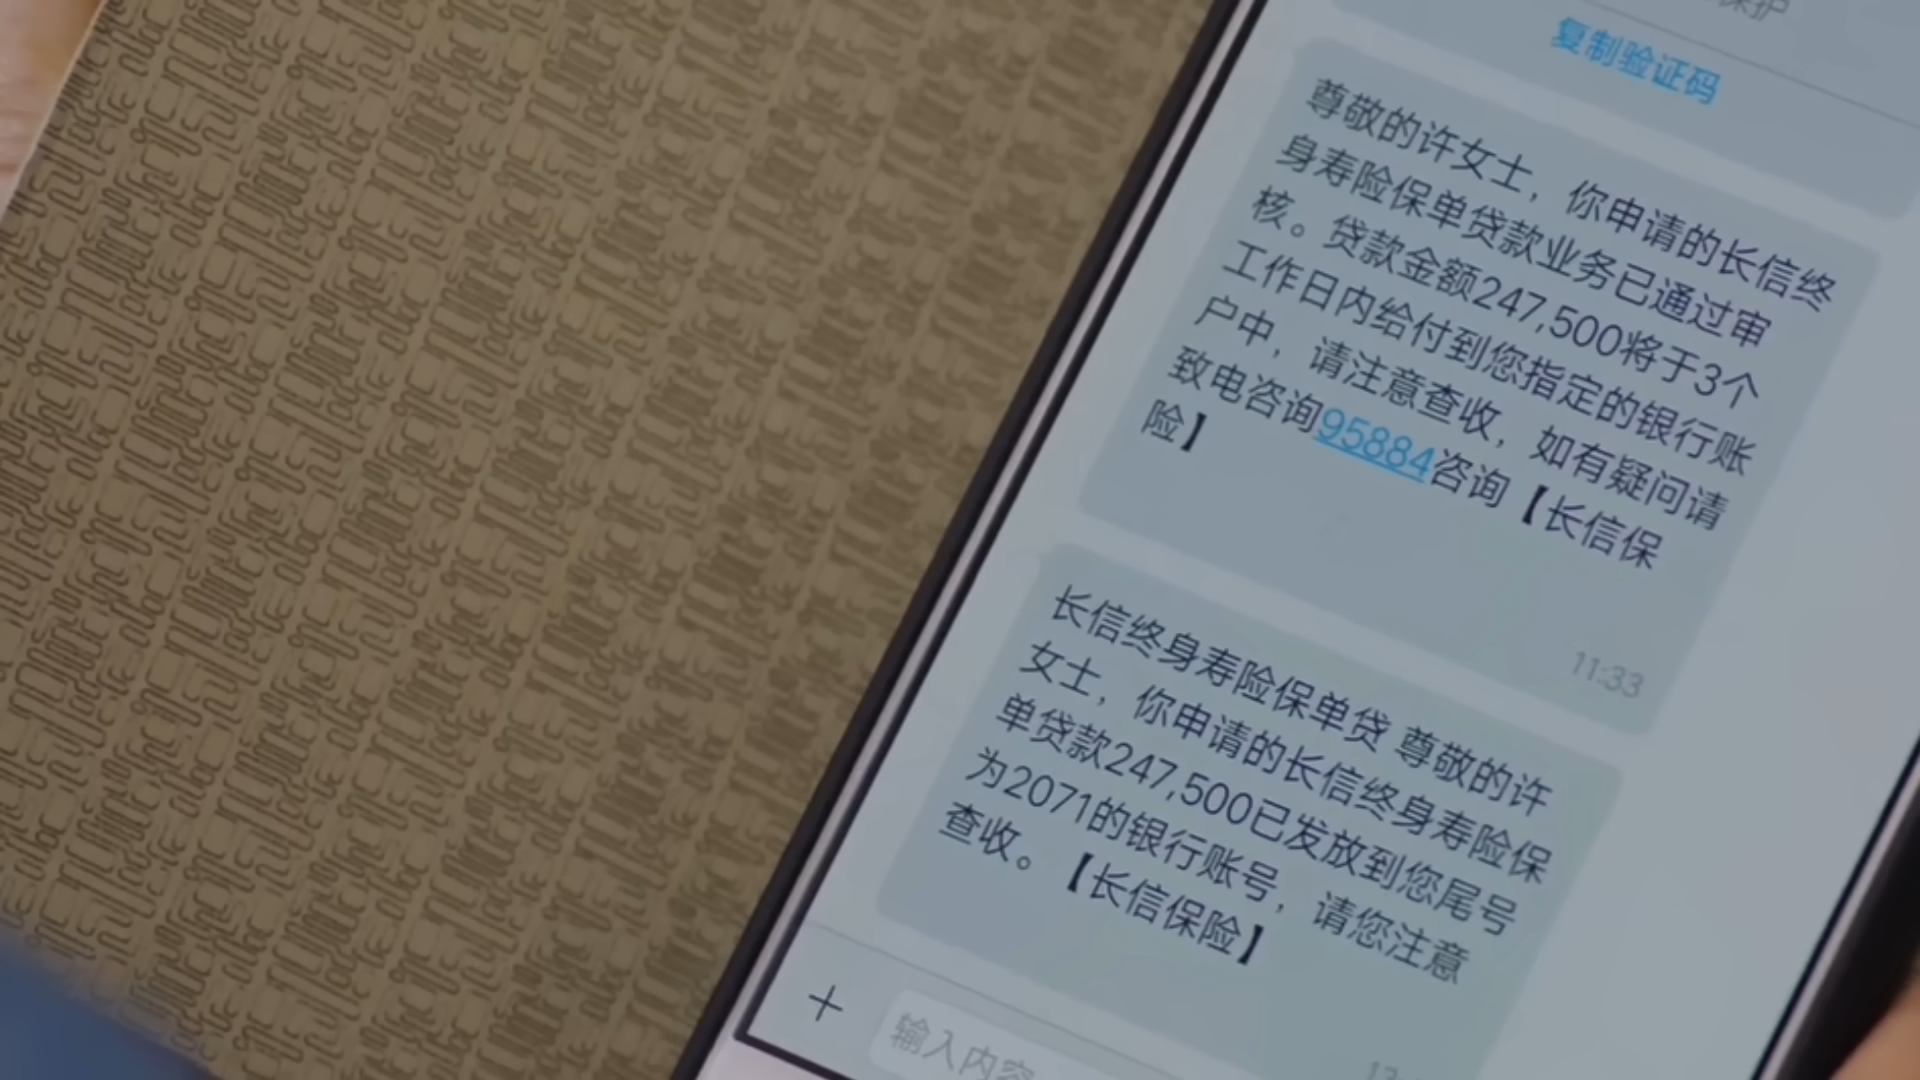 保护
复制验证码
尊敬的许女士，你申请的长信终
身寿险保单贷款业务已通过审
核。贷款金额247,500将于3个
工作日内给付到您指定的银行账
户中，请注意查收，如有疑问请
致电咨询95884咨询【长信保
险】
11:33
长信终身寿险保单贷 尊敬的许
女士，你申请的长信终身寿险保
单贷款247,500已发放到您尾号
为2071的银行账号，请您注意
查收。【长信保险】
输入内容